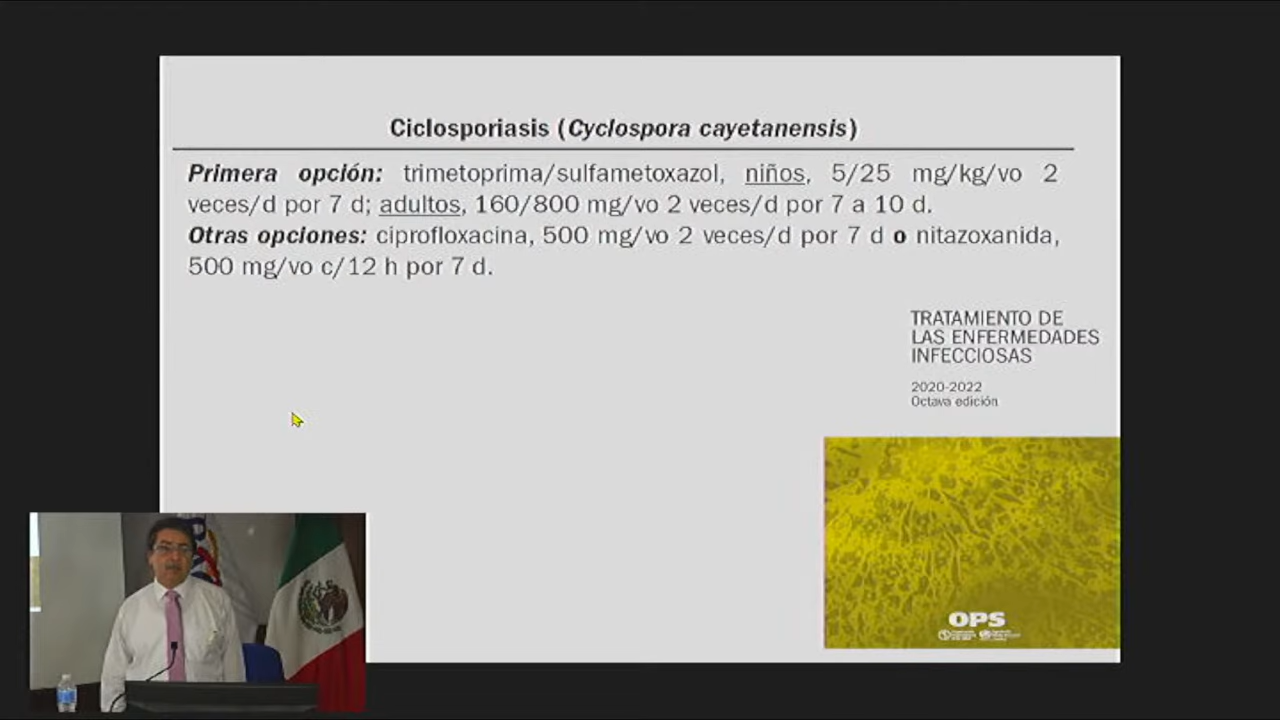 Ciclosporiasis (Cyclospora cayetanensis)
Primera opción: trimetoprima/sulfametoxazol, niños, 5/25 mg/kg/vo 2
veces/d por 7 d; adultos, 160/800 mg/vo 2 veces/d por 7 a 10 d.
Otras opciones: ciprofloxacina, 500 mg/vo 2 veces/d por 7 d o nitazoxanida,
500 mg/vo c/12 h por 7 d.
TRATAMIENTO DE
LAS ENFERMEDADES
INFECCIOSAS
2020-2022
Octava edición
OPS